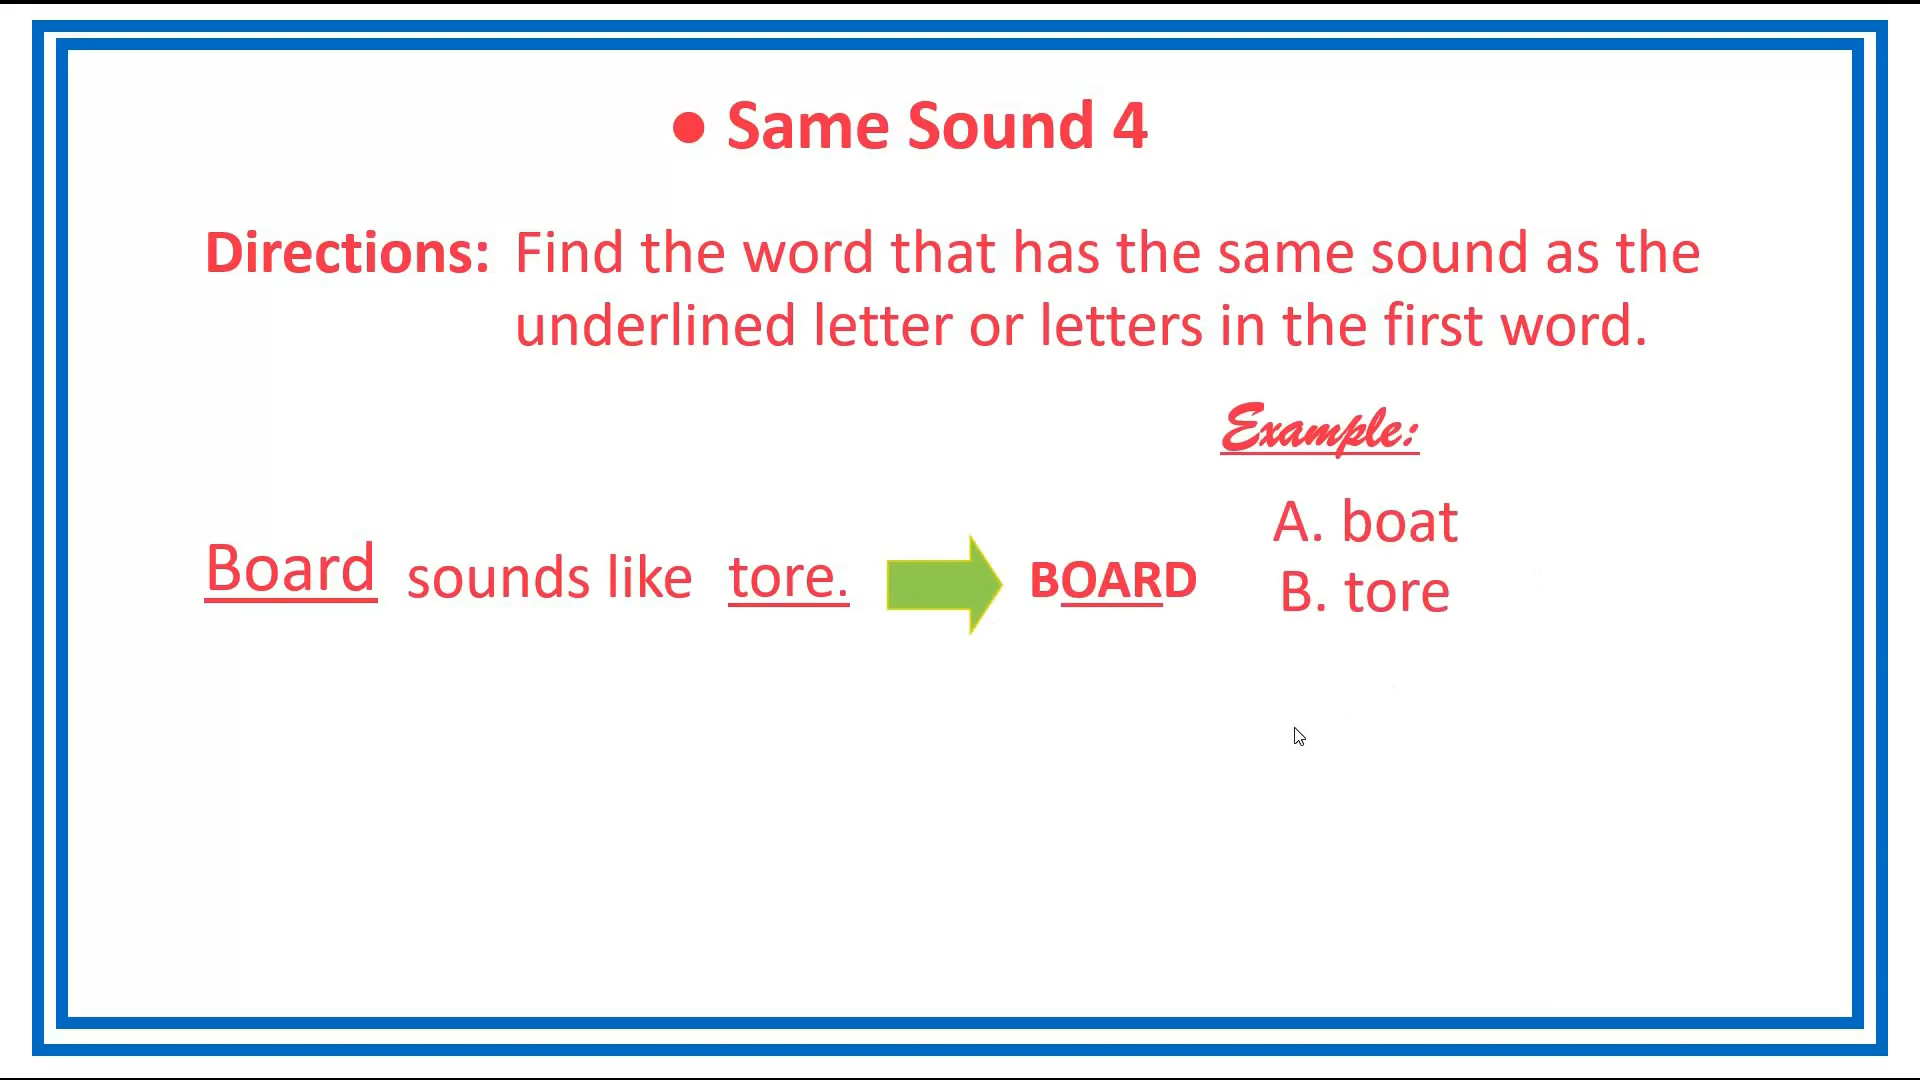 ● Same Sound 4
Directions: Find the word that has the same sound as the
underlined letter or letters in the first word.
Example:
Board sounds like tore. BOARD
A. boat
B. tore